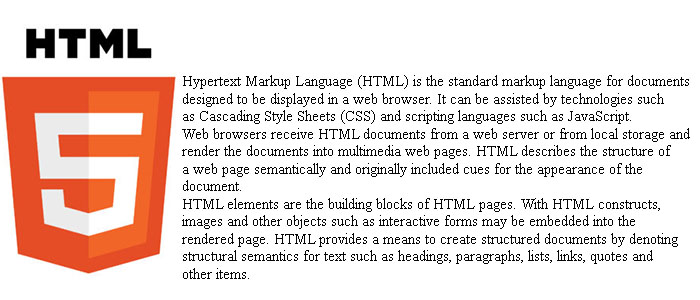 HTML
5
Hypertext Markup Language (HTML) is the standard markup language for documents
designed to be displayed in a web browser. It can be assisted by technologies such
as Cascading Style Sheets (CSS) and scripting languages such as JavaScript.
Web browsers receive HTML documents from a web server or from local storage and
render the documents into multimedia web pages. HTML describes the structure of
a web page semantically and originally included cues for the appearance of the
document.
HTML elements are the building blocks of HTML pages. With HTML constructs,
images and other objects such as interactive forms may be embedded into the
rendered page. HTML provides a means to create structured documents by denoting
structural semantics for text such as headings, paragraphs, lists, links, quotes and
other items.